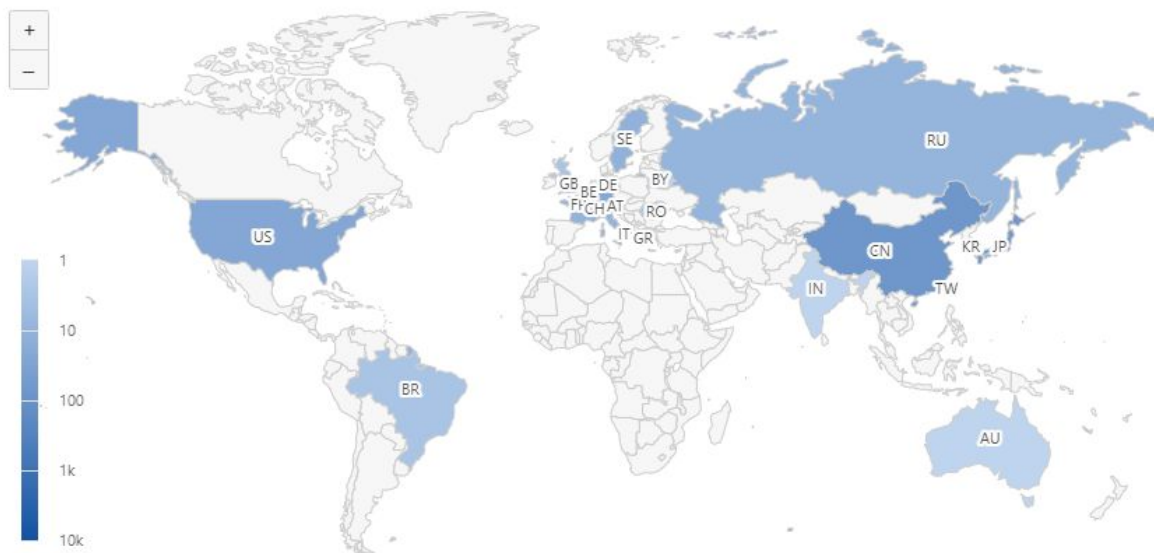 +
–
SE
RU
GB
BE
DE
BY
FR
CH
AT
RO
IT
GR
US
CN
KR
JP
IN
TW
BR
AU
1
10
100
1k
10k